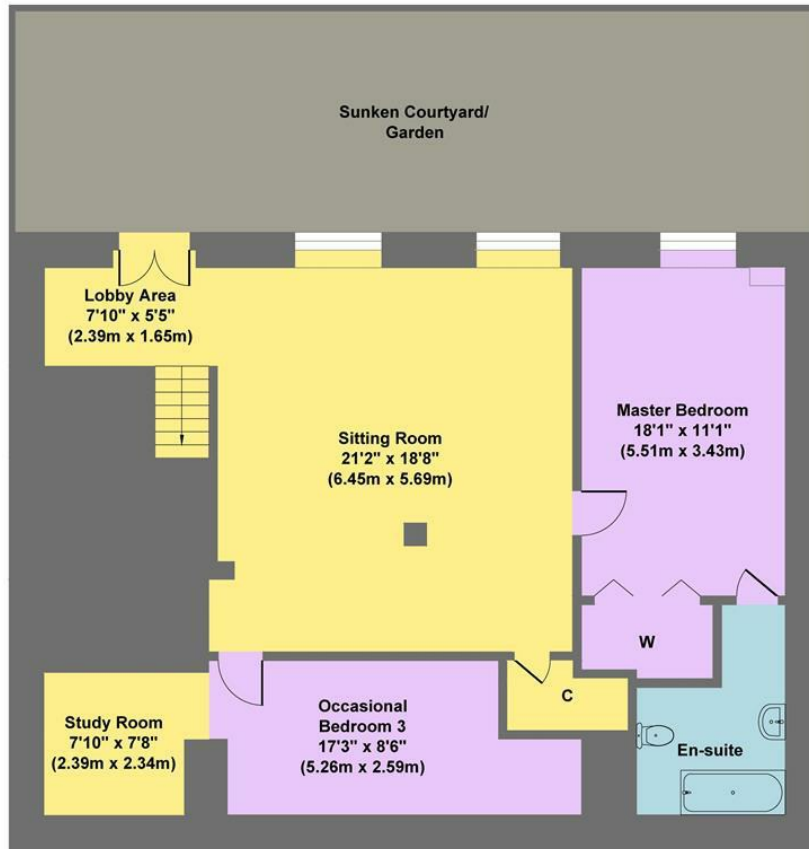 Sunken Courtyard/
Garden
Lobby Area
7'10" x 5'5"
(2.39m x 1.65m)
Master Bedroom
18'1" x 11'1"
(5.51m x 3.43m)
Sitting Room
21'2" x 18'8"
(6.45m x 5.69m)
W
C
Study Room
7'10" x 7'8"
(2.39m x 2.34m)
Occasional
Bedroom 3
17'3" x 8'6"
(5.26m x 2.59m)
En-suite